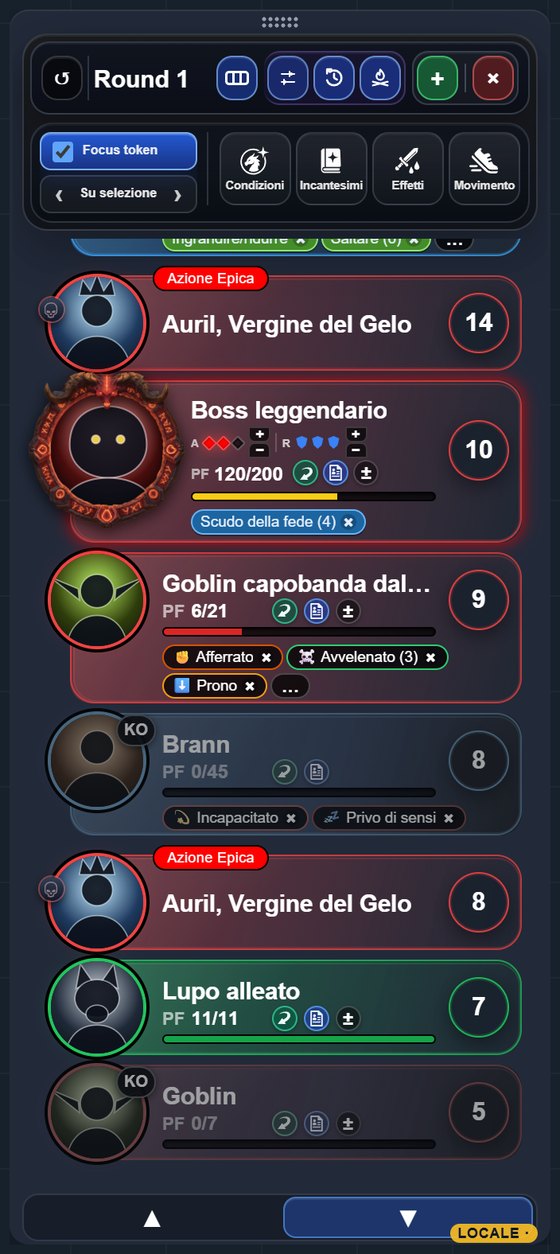 Round 1
Focus token
Su selezione
Condizioni
Incantesimi
Effetti
Movimento
Ingrandire/ridurre
Saltare (6)
...
Azione Epica
Auril, Vergine del Gelo
14
Boss leggendario
A
R
10
PF 120/200
Scudo della fede (4)
Goblin capobanda dal...
9
PF 6/21
Afferrato
Avvelenato (3)
Prono
...
KO
Brann
8
PF 0/45
Incapacitato
Privo di sensi
Azione Epica
Auril, Vergine del Gelo
8
Lupo alleato
7
PF 11/11
KO
Goblin
5
PF 0/7
LOCALE ·